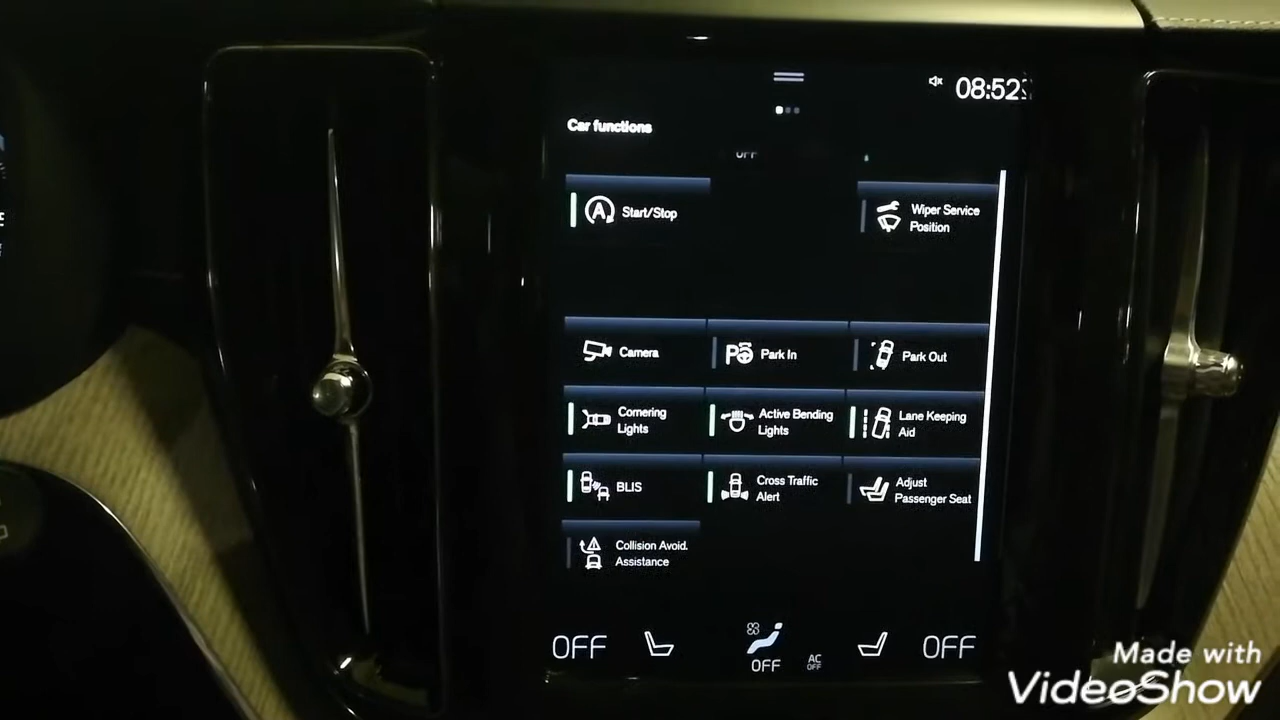 08:52
Car functions
OFF
Start/Stop
Wiper Service
Position
Camera
Park In
Park Out
Cornering
Lights
Active Bending
Lights
Lane Keeping
Aid
BLIS
Cross Traffic
Alert
Adjust
Passenger Seat
Collision Avoid.
Assistance
OFF
OFF
AC
OFF
OFF
Made with
VideoShow